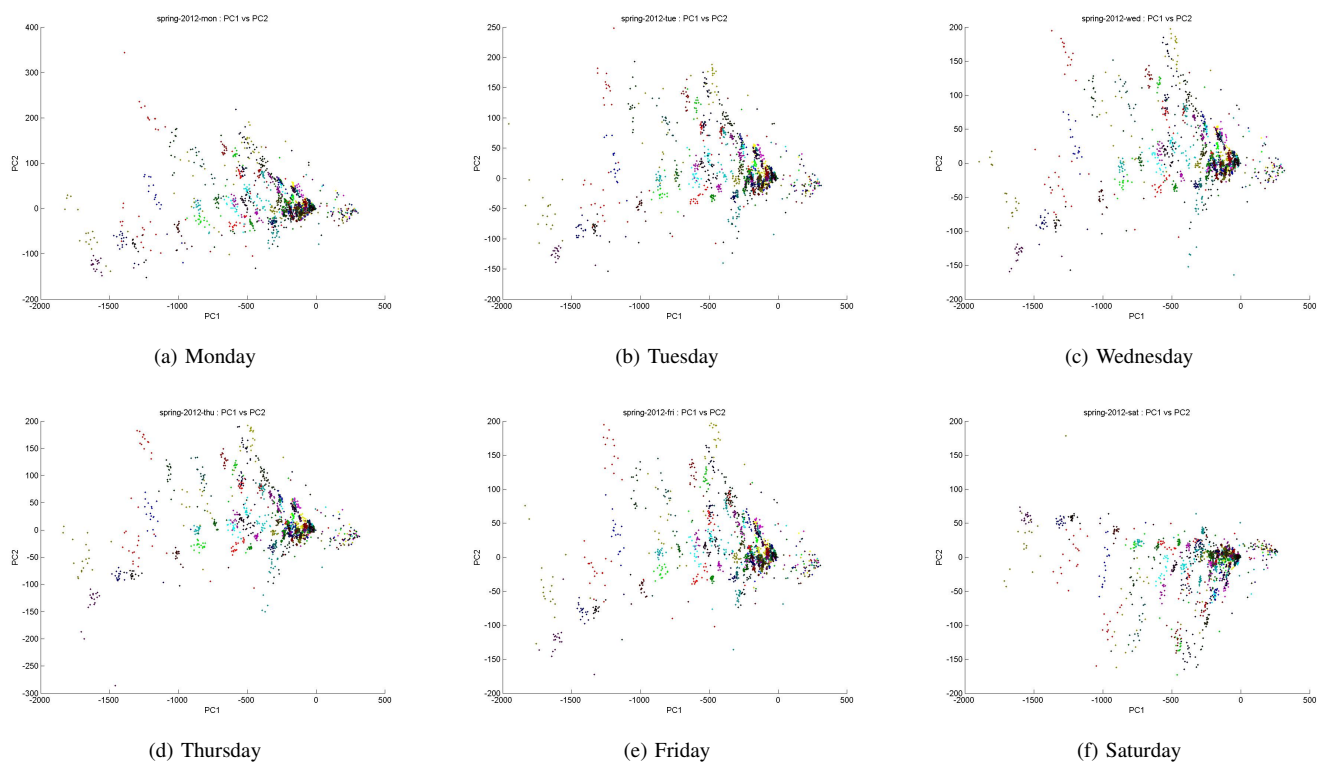 spring-2012-mon : PC1 vs PC2
400
300
200
100
0
-100
-200
PC2
-2000 -1500 -1000 -500 0 500
PC1
(a) Monday
spring-2012-tue : PC1 vs PC2
250
200
150
100
50
0
-50
-100
-150
-200
PC2
-2000 -1500 -1000 -500 0 500
PC1
(b) Tuesday
spring-2012-wed : PC1 vs PC2
200
150
100
50
0
-50
-100
-150
-200
PC2
-2000 -1500 -1000 -500 0 500
PC1
(c) Wednesday
spring-2012-thu : PC1 vs PC2
200
150
100
50
0
-50
-100
-150
-200
-250
-300
PC2
-2000 -1500 -1000 -500 0 500
PC1
(d) Thursday
spring-2012-fri : PC1 vs PC2
200
150
100
50
0
-50
-100
-150
-200
PC2
-2000 -1500 -1000 -500 0 500
PC1
(e) Friday
spring-2012-sat : PC1 vs PC2
200
150
100
50
0
-50
-100
-150
-200
PC2
-2000 -1500 -1000 -500 0 500
PC1
(f) Saturday